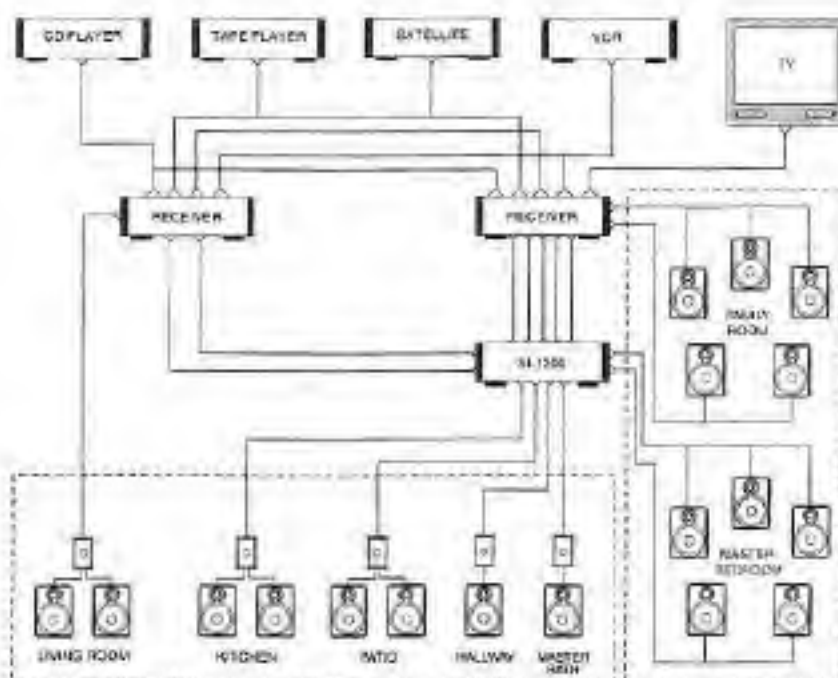 CD PLAYER
TAPE PLAYER
SATELLITE
VCR
TV
RECEIVER
RECEIVER
FAMILY
ROOM
MASTER
BEDROOM
LIVING ROOM
KITCHEN
PATIO
HALLWAY
MASTER
BATH